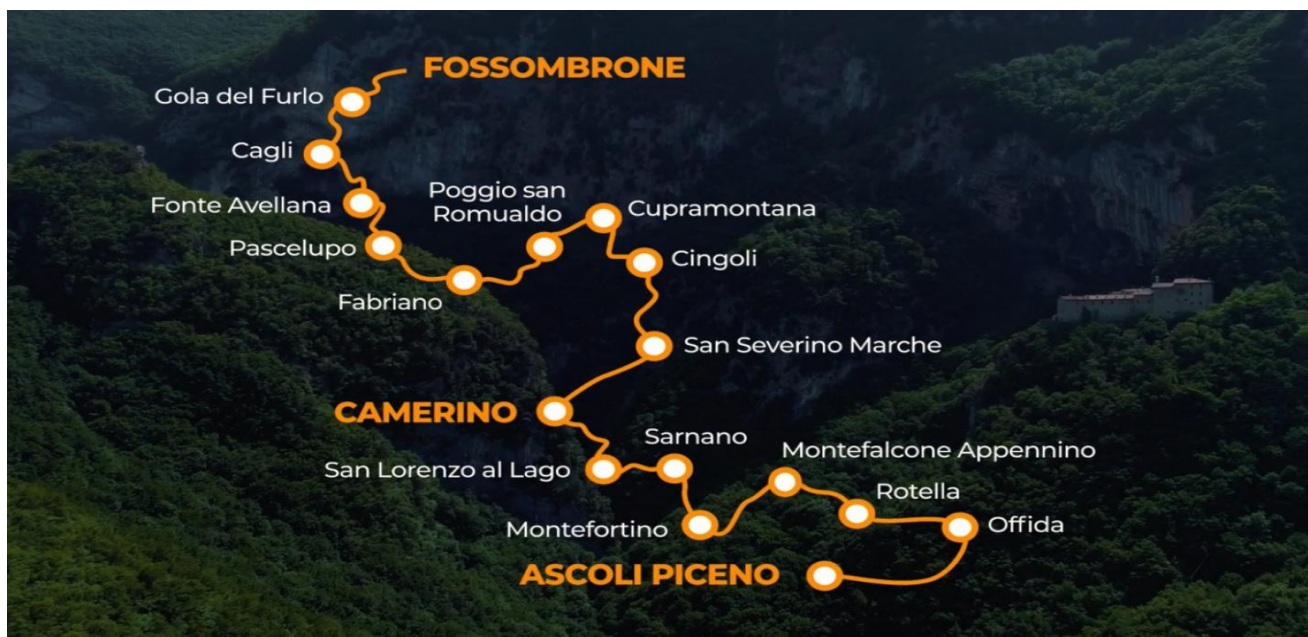 FOSSOMBRONE
Gola del Furlo
Cagli
Fonte Avellana
Pascelupo
Fabriano
Poggio san
Romualdo
Cupramontana
Cingoli
San Severino Marche
CAMERINO
San Lorenzo al Lago
Sarnano
Montefortino
Montefalcone Appennino
Rotella
Offida
ASCOLI PICENO